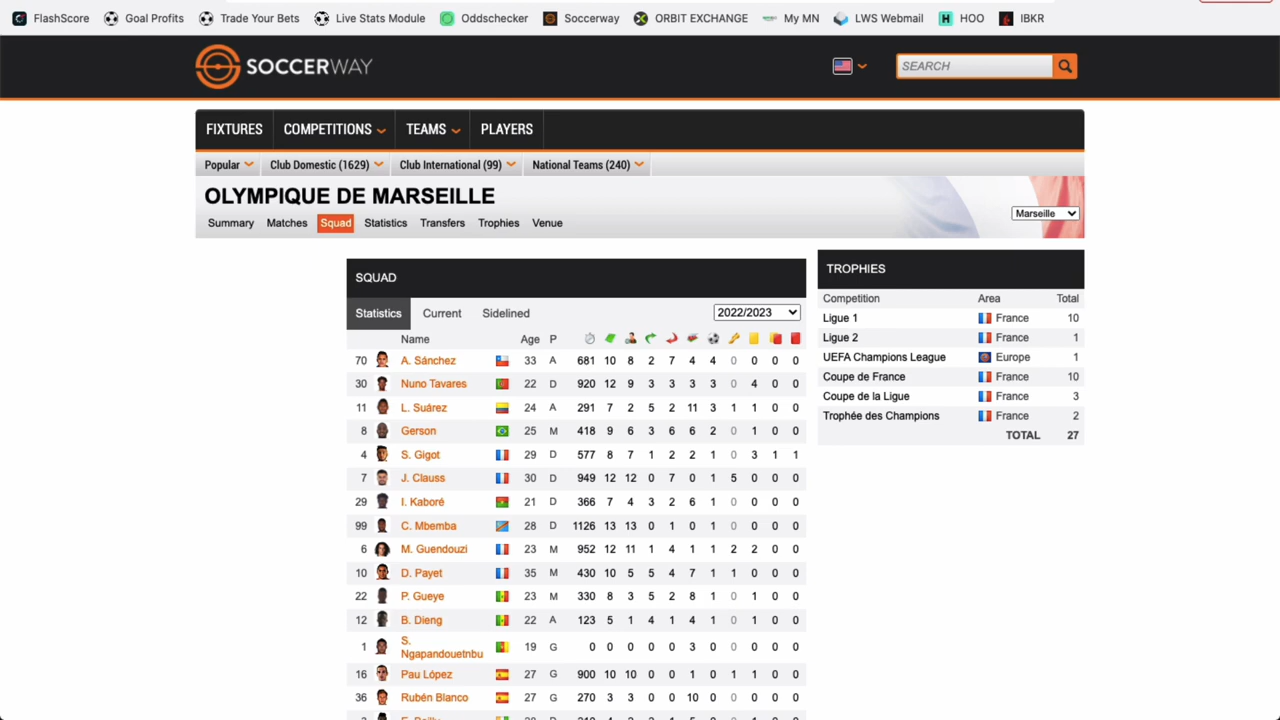 FlashScore Goal Profits Trade Your Bets Live Stats Module Oddschecker Soccerway ORBIT EXCHANGE My MN LWS Webmail H HOO IBKR
SOCCERWAY SEARCH
FIXTURES COMPETITIONS TEAMS PLAYERS
Popular Club Domestic (1629) Club International (99) National Teams (240)
OLYMPIQUE DE MARSEILLE
Marseille
Summary Matches Squad Statistics Transfers Trophies Venue
SQUAD
Statistics Current Sidelined 2022/2023
Name Age P
70 A. Sánchez 33 A 681 10 8 2 7 4 4 0 0 0 0
30 Nuno Tavares 22 D 920 12 9 3 3 3 3 0 4 0 0
11 L. Suárez 24 A 291 7 2 5 2 11 3 1 1 0 0
8 Gerson 25 M 418 9 6 3 6 6 2 0 1 0 0
4 S. Gigot 29 D 577 8 7 1 2 2 1 0 3 1 1
7 J. Clauss 30 D 949 12 12 0 7 0 1 5 0 0 0
29 I. Kaboré 21 D 366 7 4 3 2 6 1 0 0 0 0
99 C. Mbemba 28 D 1126 13 13 0 1 0 1 0 0 0 0
6 M. Guendouzi 23 M 952 12 11 1 4 1 1 2 2 0 0
10 D. Payet 35 M 430 10 5 5 4 7 1 1 0 0 0
22 P. Gueye 23 M 330 8 3 5 2 8 1 0 1 0 0
12 B. Dieng 22 A 123 5 1 4 1 4 1 0 1 0 0
1 S.
Ngapandouetnbu 19 G 0 0 0 0 0 3 0 0 0 0 0
16 Pau López 27 G 900 10 10 0 0 1 0 1 1 0 0
36 Rubén Blanco 27 G 270 3 3 0 0 10 0 0 0 0 0
TROPHIES
Competition Area Total
Ligue 1 France 10
Ligue 2 France 1
UEFA Champions League Europe 1
Coupe de France France 10
Coupe de la Ligue France 3
Trophée des Champions France 2
TOTAL 27